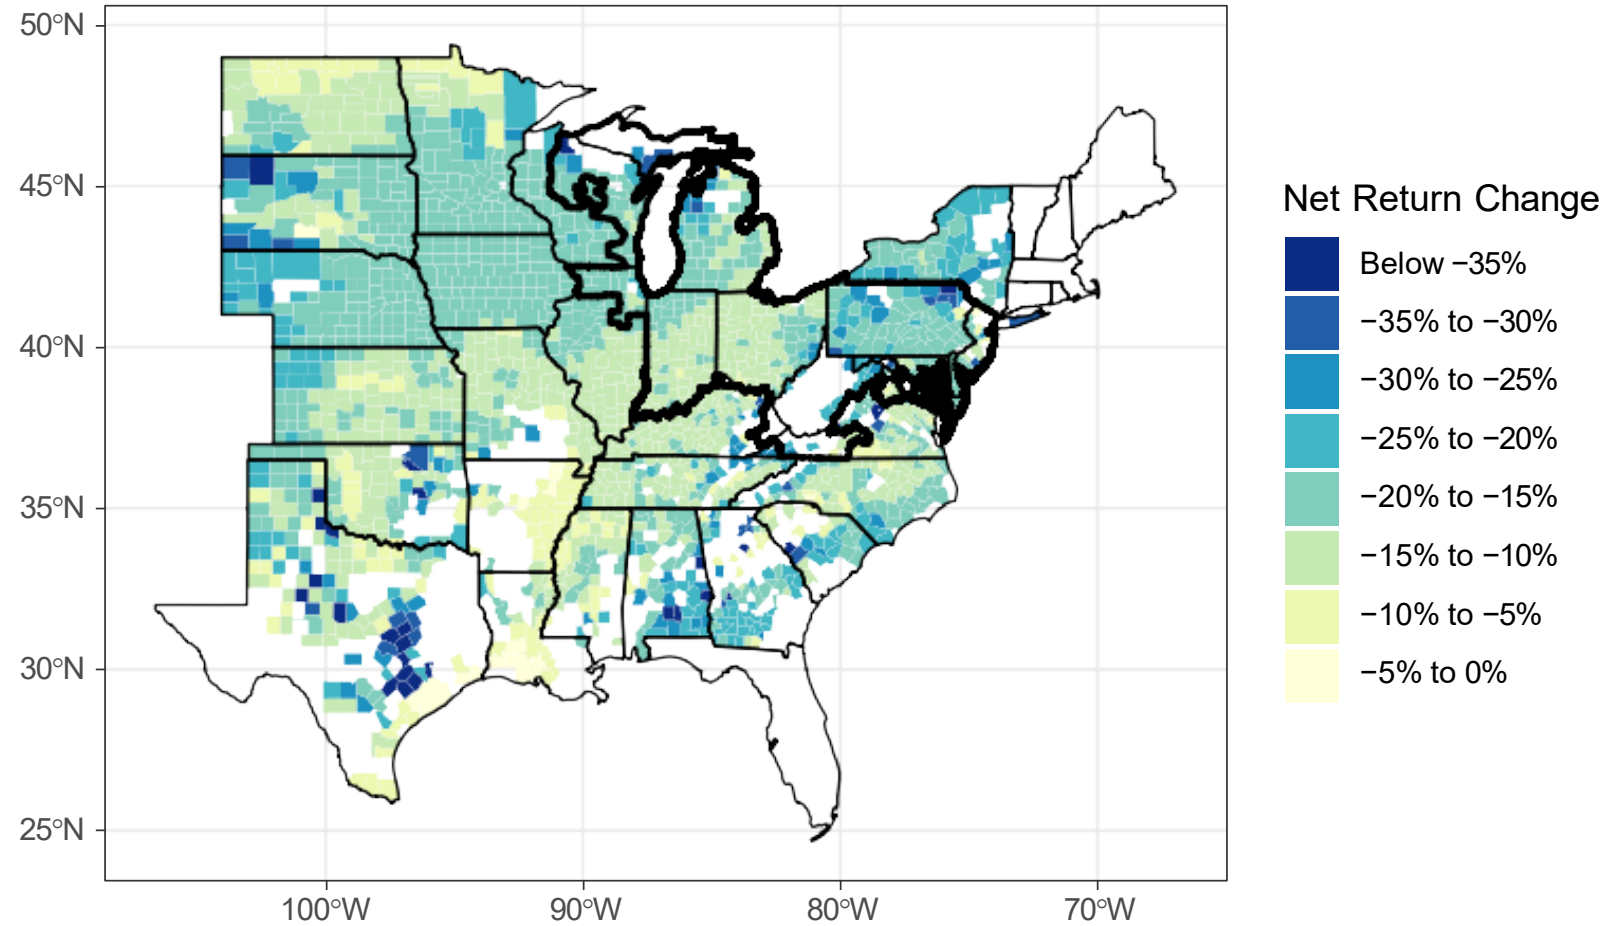 50°N
45°N
40°N
35°N
30°N
25°N
100°W
90°W
80°W
70°W
Net Return Change
Below −35%
−35% to −30%
−30% to −25%
−25% to −20%
−20% to −15%
−15% to −10%
−10% to −5%
−5% to 0%